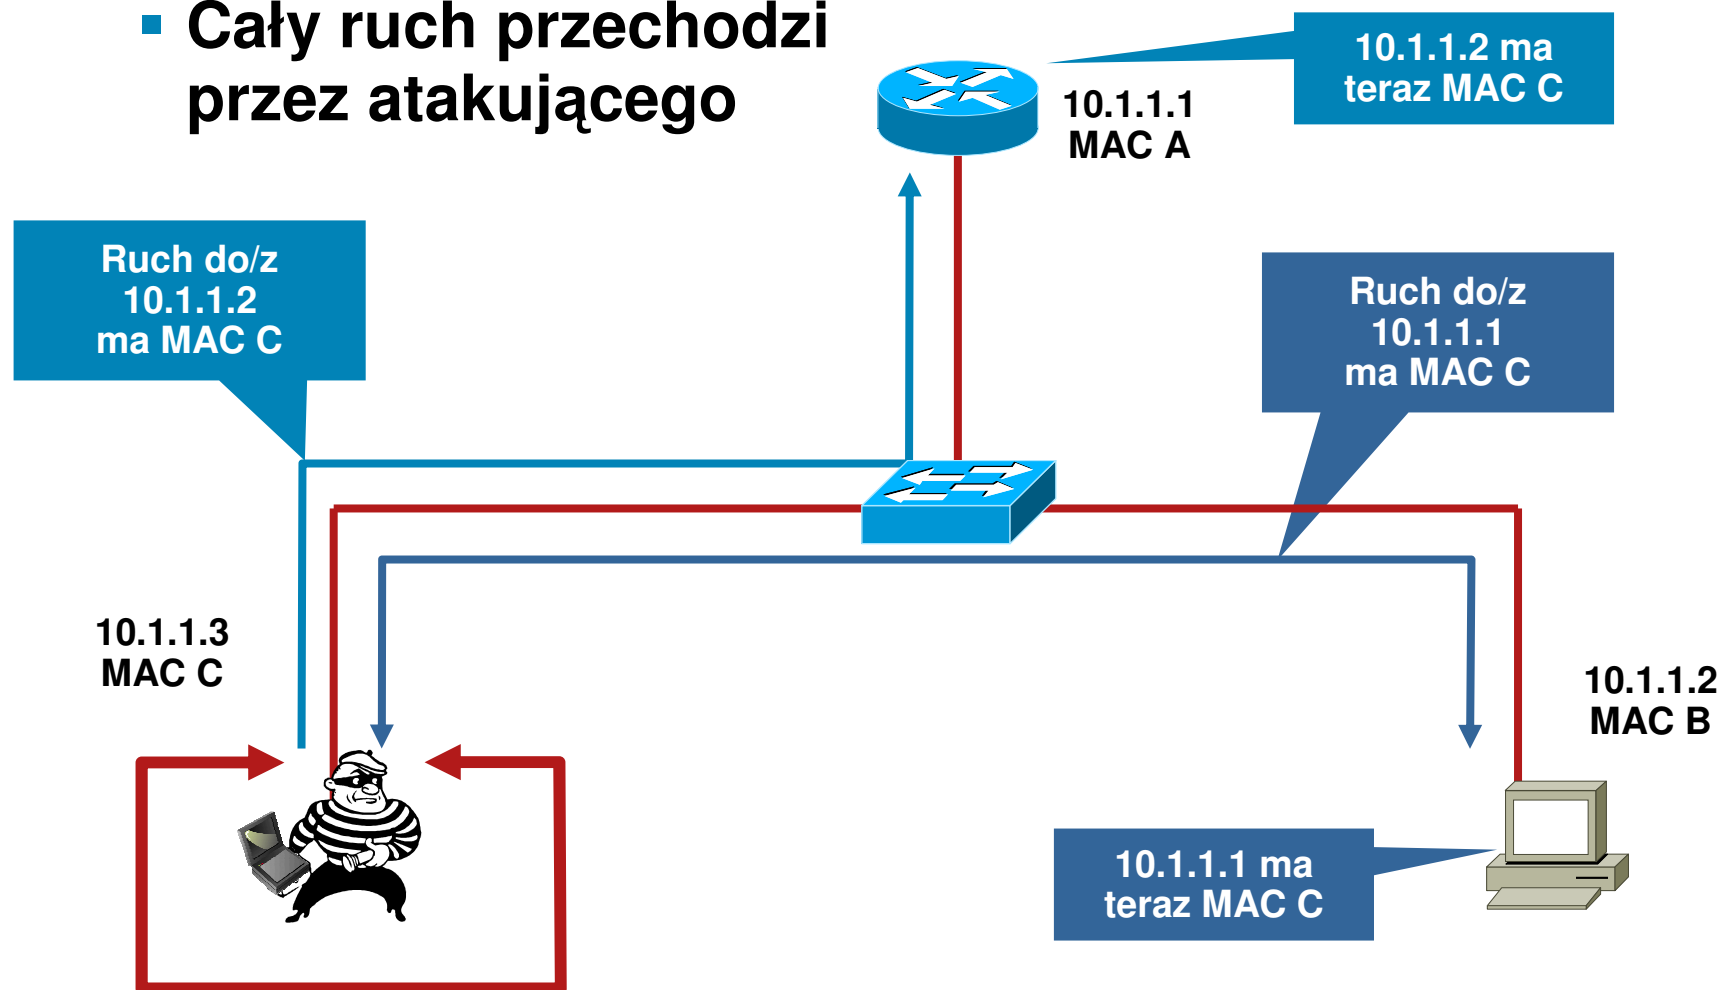 Cały ruch przechodzi
przez atakującego
10.1.1.2 ma
teraz MAC C
10.1.1.1
MAC A
Ruch do/z
10.1.1.2
ma MAC C
Ruch do/z
10.1.1.1
ma MAC C
10.1.1.3
MAC C
10.1.1.2
MAC B
10.1.1.1 ma
teraz MAC C